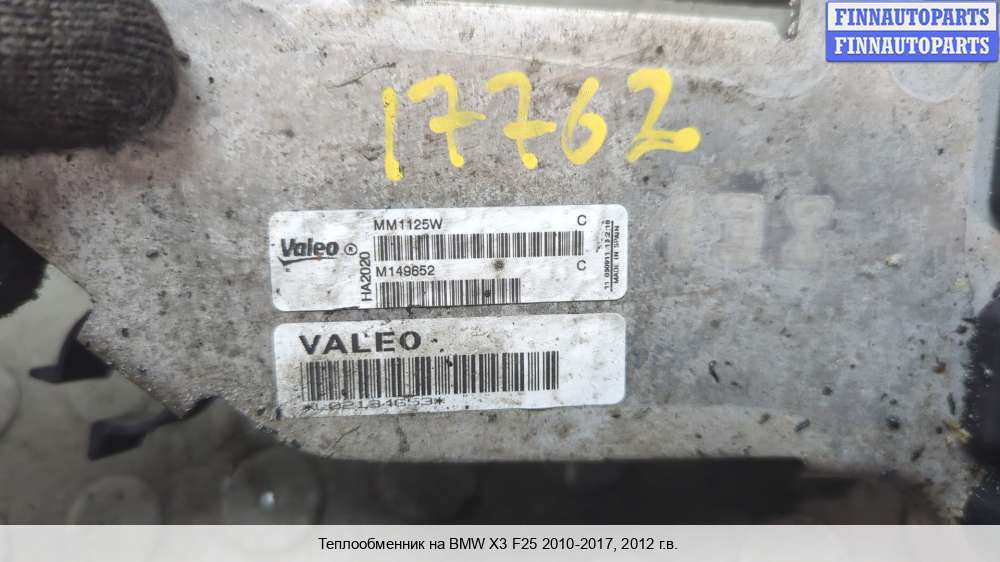 FINNAUTOPARTS
FINNAUTOPARTS
17762
MM1125W C
Valeo ®
HA2020
M149652 C
MADE IN SPAIN
VALEO
Теплообменник на BMW X3 F25 2010-2017, 2012 г.в.